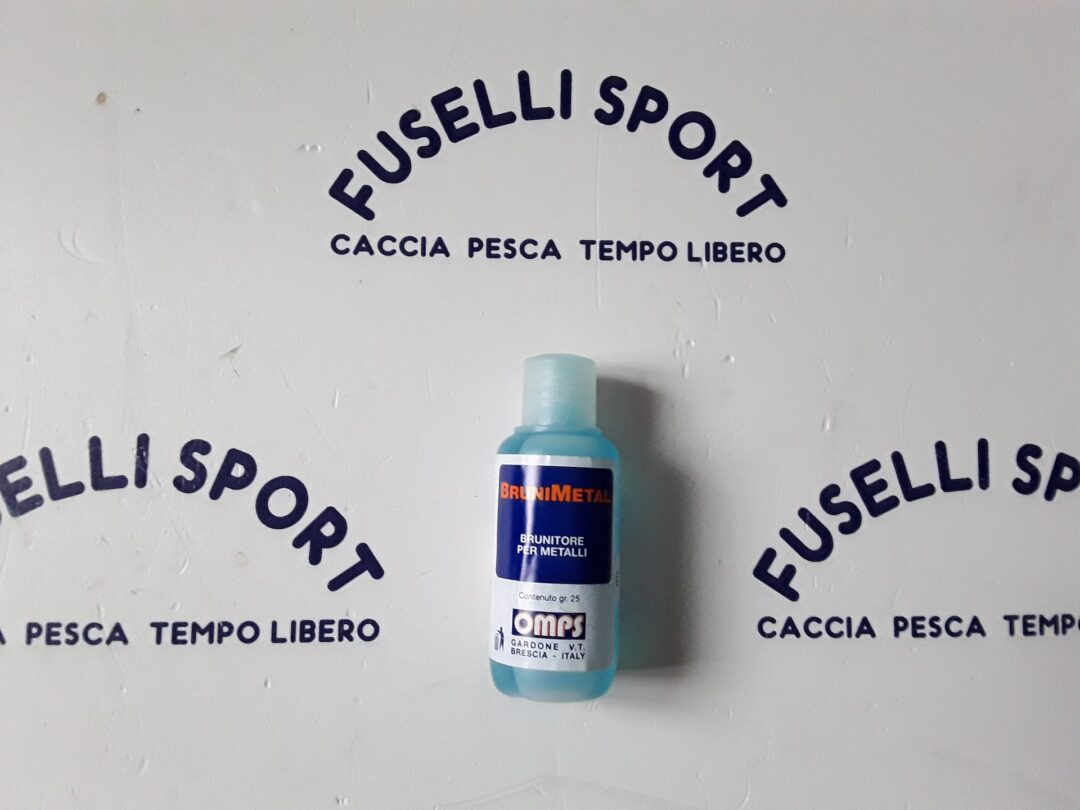 FUSELLI SPORT
CACCIA PESCA TEMPO LIBERO
ELLI SPORT
PESCA TEMPO LIBERO
FUSELLI SP
CACCIA PESCA TEMP
BRUNIMETAL
BRUNITORE
PER METALLI
Contenuto gr. 25
OMPS
GARDONE V.T.
BRESCIA - ITALY